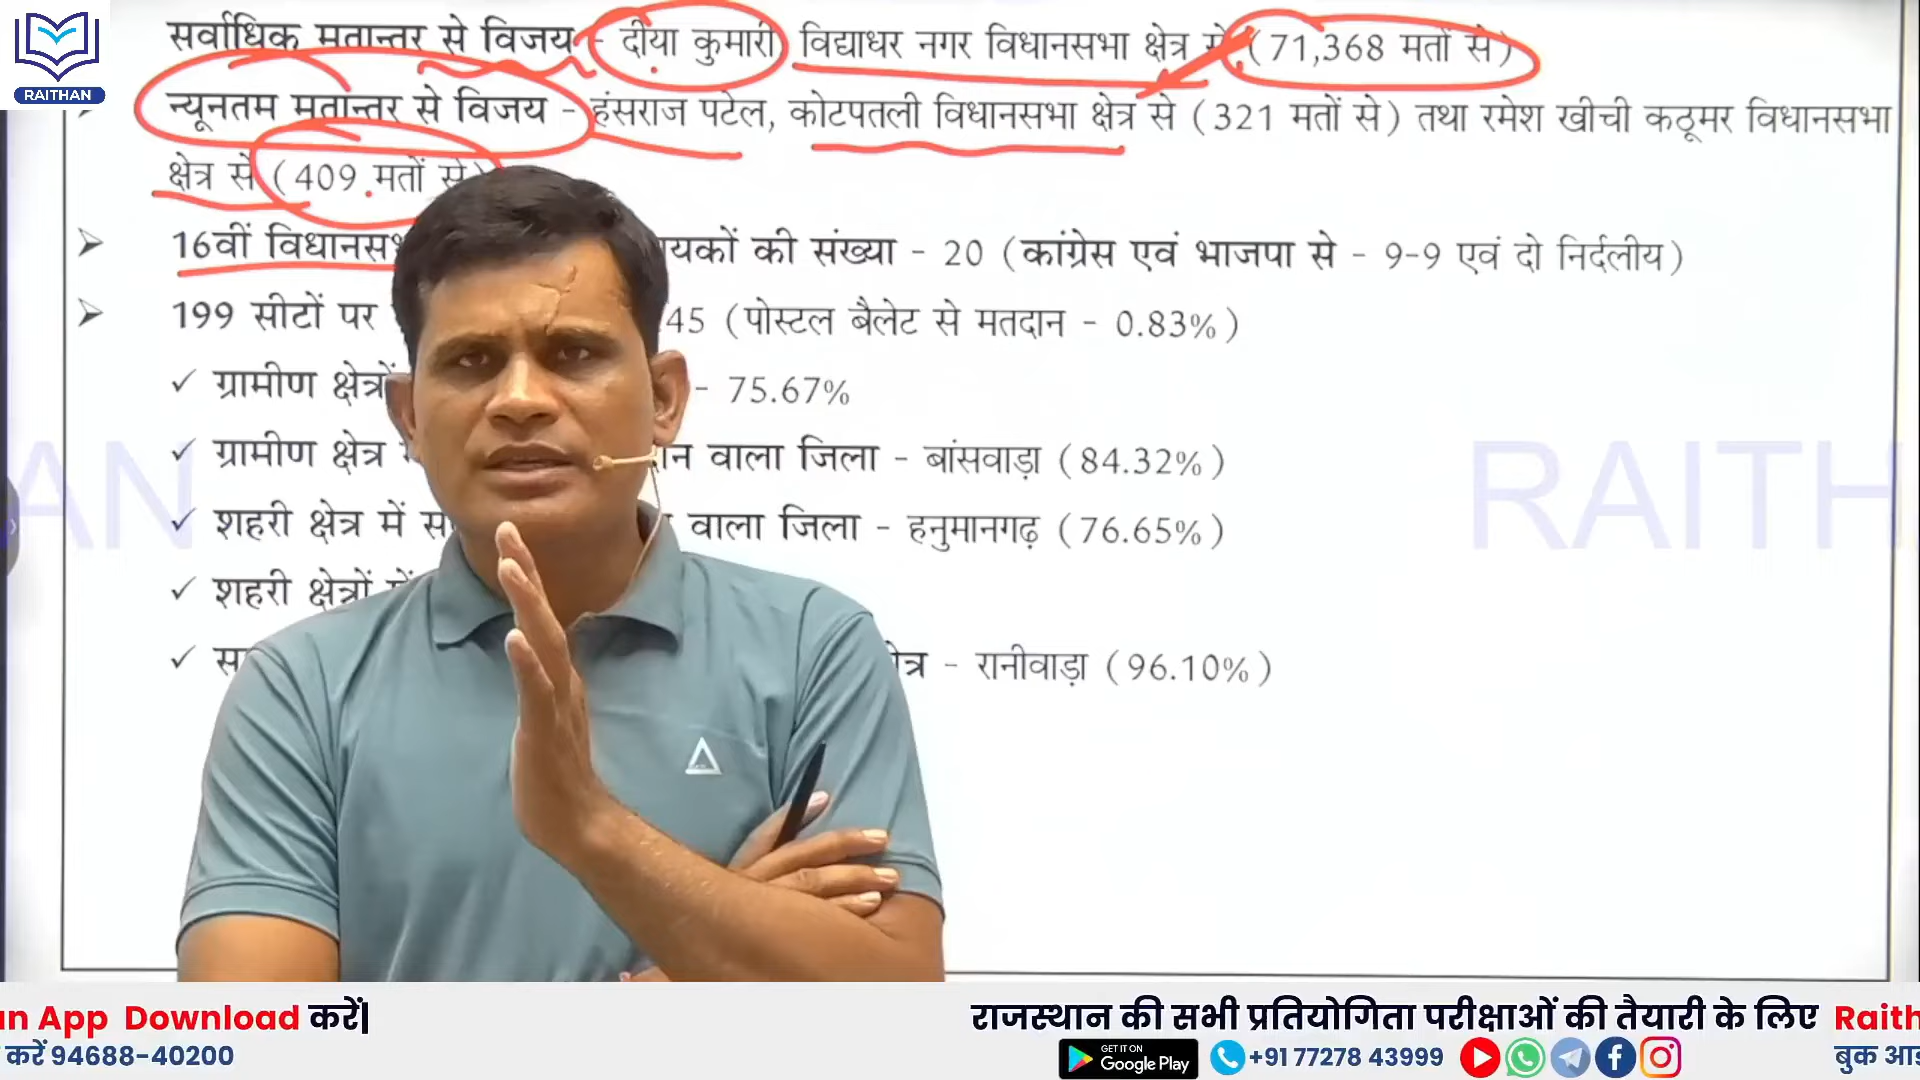 सर्वाधिक मतान्तर से विजय - दीया कुमारी विद्याधर नगर विधानसभा क्षेत्र से (71,368 मतों से)
RAITHAN
न्यूनतम मतान्तर से विजय - हंसराज पटेल, कोटपतली विधानसभा क्षेत्र से (321 मतों से) तथा रमेश खीची कठूमर विधानसभा
क्षेत्र से (409 मतों से)
16वीं विधानसभ यकों की संख्या - 20 (कांग्रेस एवं भाजपा से - 9-9 एवं दो निर्दलीय)
199 सीटों पर 45 (पोस्टल बैलेट से मतदान - 0.83%)
✓ ग्रामीण क्षेत्रों - 75.67%
✓ ग्रामीण क्षेत्र ान वाला जिला - बांसवाड़ा (84.32%)
AN RAITH
✓ शहरी क्षेत्र में स वाला जिला - हनुमानगढ़ (76.65%)
✓ शहरी क्षेत्रों में
✓ स ेत्र - रानीवाड़ा (96.10%)
an App Download करें|
राजस्थान की सभी प्रतियोगिता परीक्षाओं की तैयारी के लिए Raith
करें 94688-40200
GET IT ON
Google Play
+91 77278 43999
बुक आ